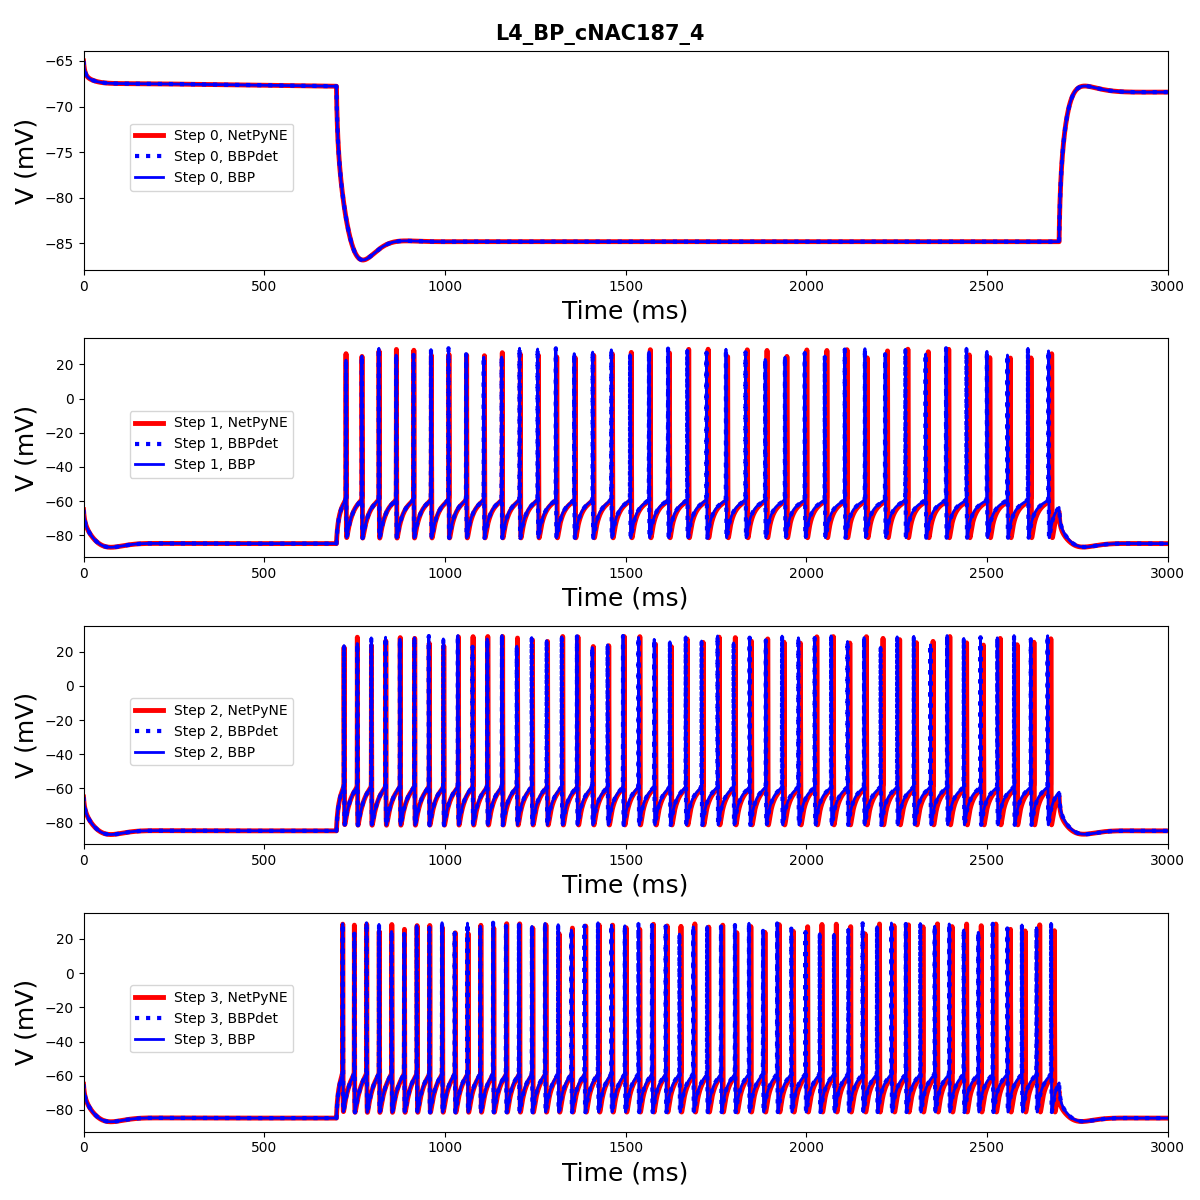 L4_BP_cNAC187_4
V (mV)
−65
−70
−75
−80
−85
Step 0, NetPyNE
Step 0, BBPdet
Step 0, BBP
0 500 1000 1500 2000 2500 3000
Time (ms)
V (mV)
20
0
−20
−40
−60
−80
Step 1, NetPyNE
Step 1, BBPdet
Step 1, BBP
0 500 1000 1500 2000 2500 3000
Time (ms)
V (mV)
20
0
−20
−40
−60
−80
Step 2, NetPyNE
Step 2, BBPdet
Step 2, BBP
0 500 1000 1500 2000 2500 3000
Time (ms)
V (mV)
20
0
−20
−40
−60
−80
Step 3, NetPyNE
Step 3, BBPdet
Step 3, BBP
0 500 1000 1500 2000 2500 3000
Time (ms)